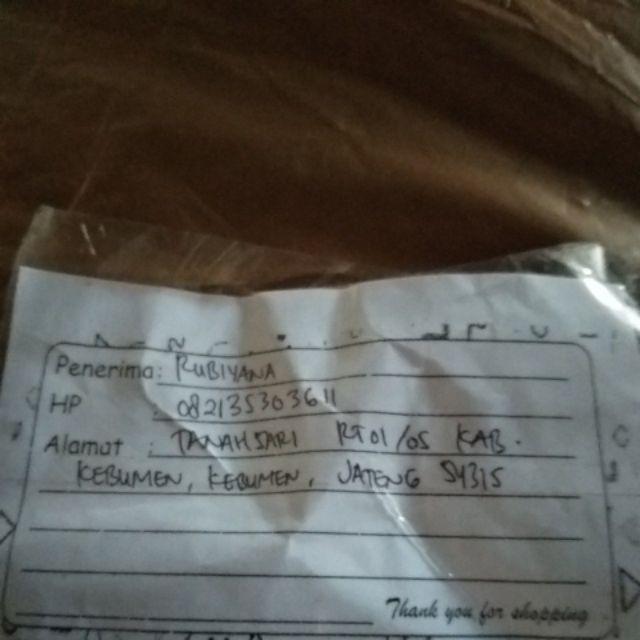 Penerima: RUBIYANA
HP : 082135303611
Alamat : TANAHSARI RT01/05 KAB.
KEBUMEN, KEBUMEN, JATENG 54315
Thank you for shopping